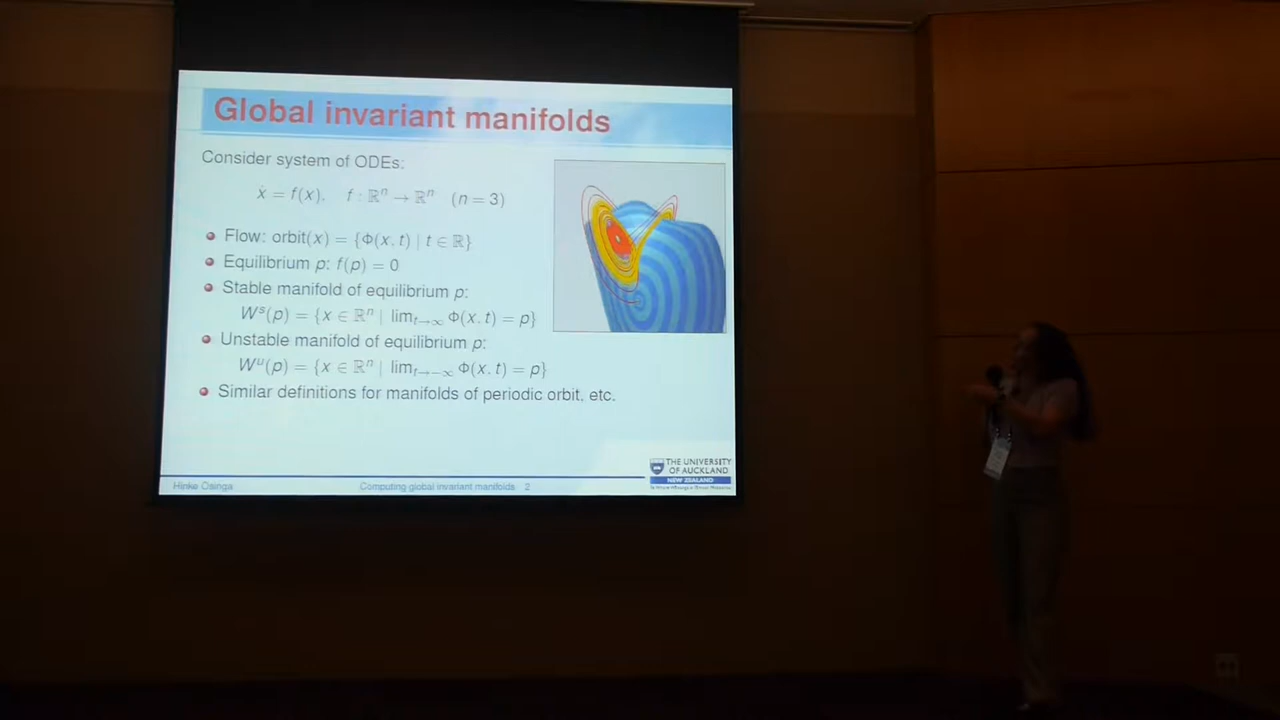 Global invariant manifolds
Consider system of ODEs:
ẋ = f(x), f : ℝⁿ → ℝⁿ (n = 3)
Flow: orbit(x) = {Φ(x, t) | t ∈ ℝ}
Equilibrium p: f(p) = 0
Stable manifold of equilibrium p:
Wˢ(p) = {x ∈ ℝⁿ | lim t→∞ Φ(x, t) = p}
Unstable manifold of equilibrium p:
Wᵘ(p) = {x ∈ ℝⁿ | lim t→−∞ Φ(x, t) = p}
Similar definitions for manifolds of periodic orbit, etc.
THE UNIVERSITY
OF AUCKLAND
NEW ZEALAND
Hinke Osinga Computing global invariant manifolds 2